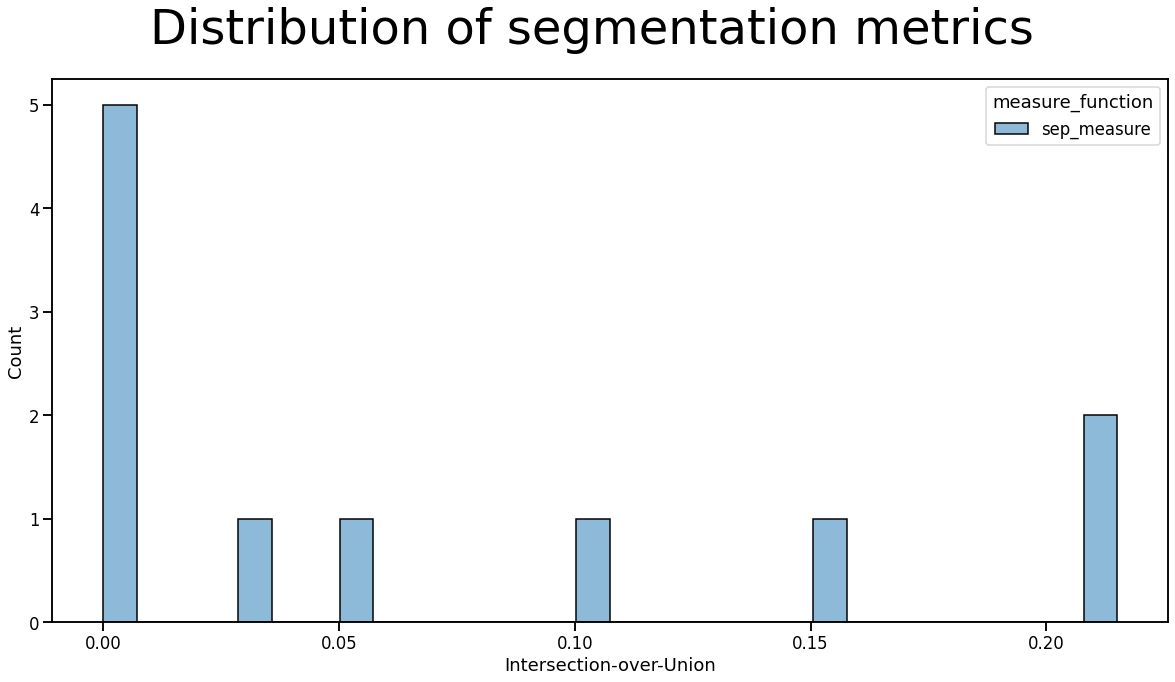 Distribution of segmentation metrics
measure_function
sep_measure
Count
5
4
3
2
1
0
0.00 0.05 0.10 0.15 0.20
Intersection-over-Union